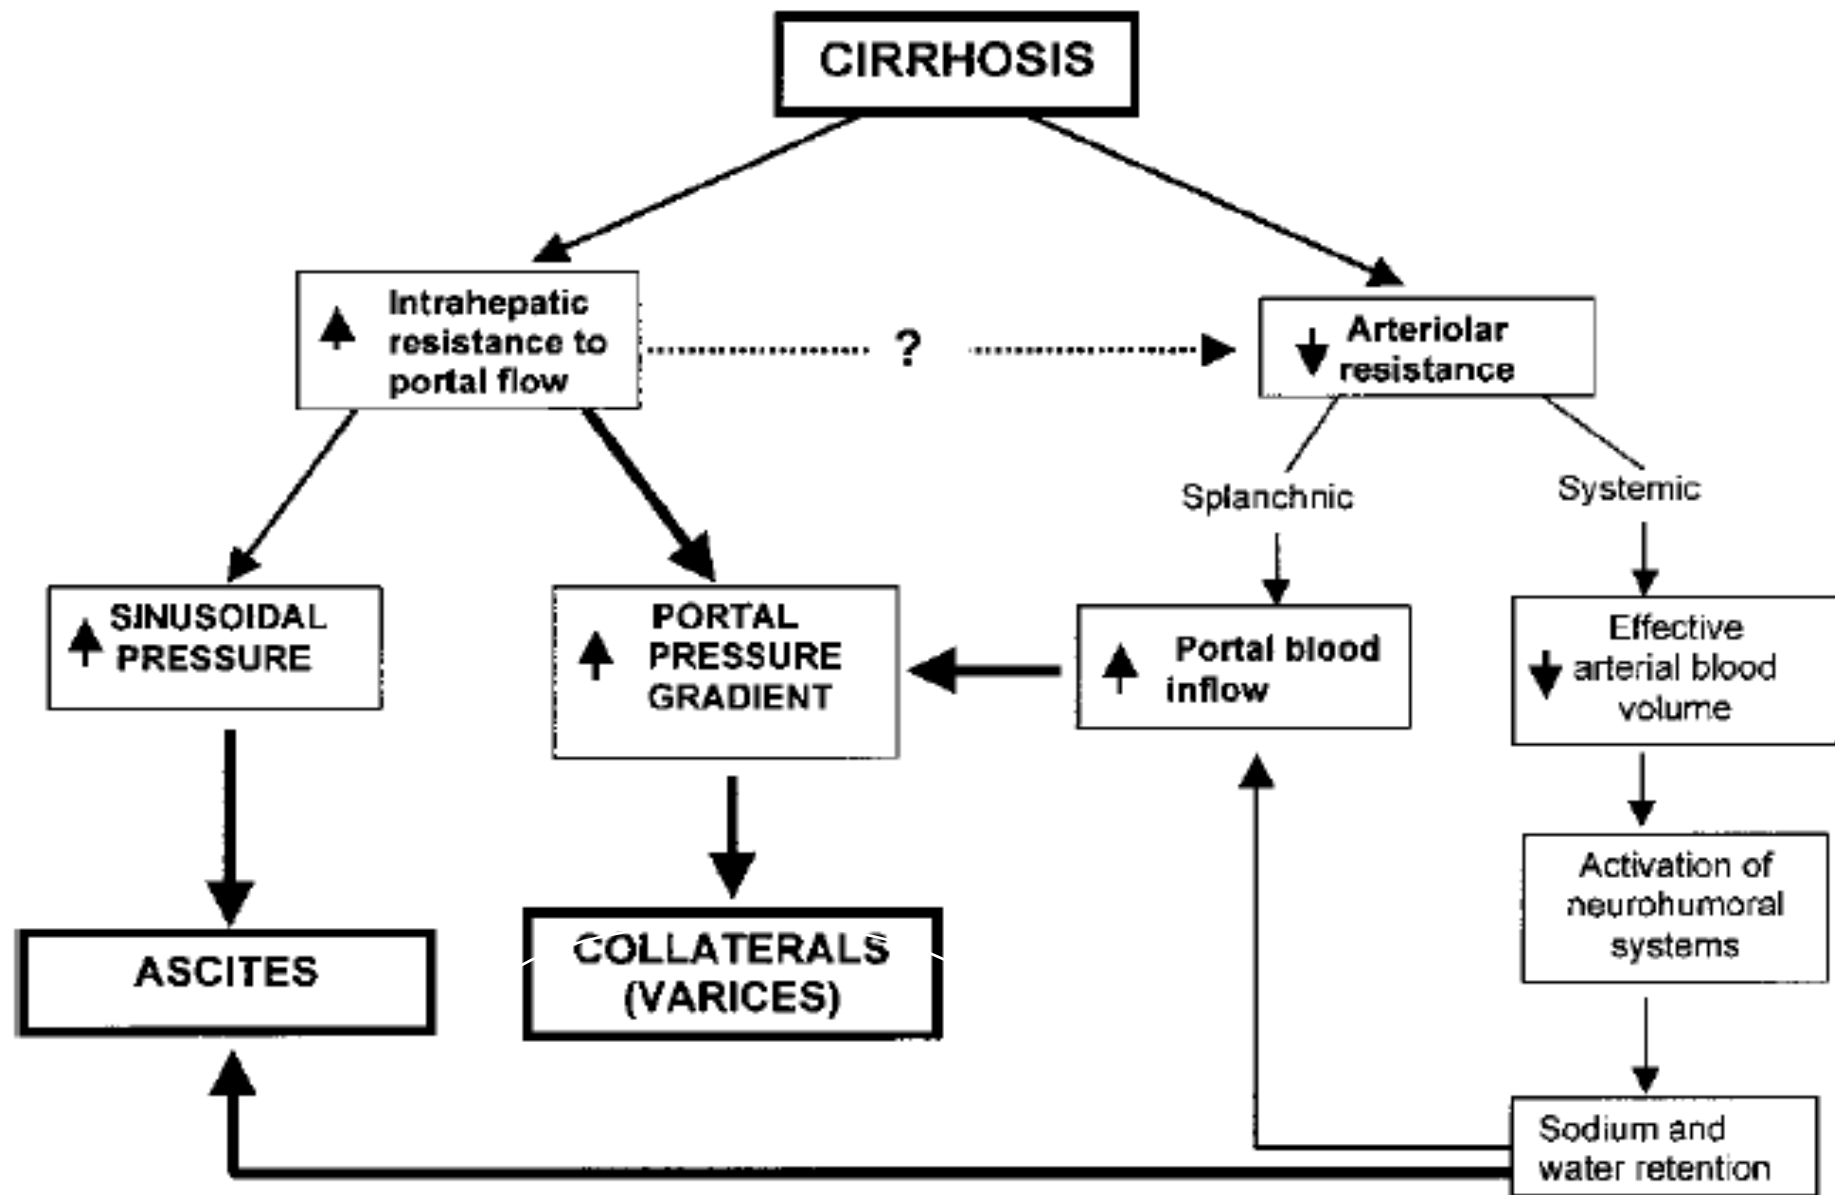 CIRRHOSIS
Intrahepatic
resistance to
portal flow
?
Arteriolar
resistance
Splanchnic
Systemic
SINUSOIDAL
PRESSURE
PORTAL
PRESSURE
GRADIENT
Portal blood
inflow
Effective
arterial blood
volume
Activation of
neurohumoral
systems
ASCITES
COLLATERALS
(VARICES)
Sodium and
water retention